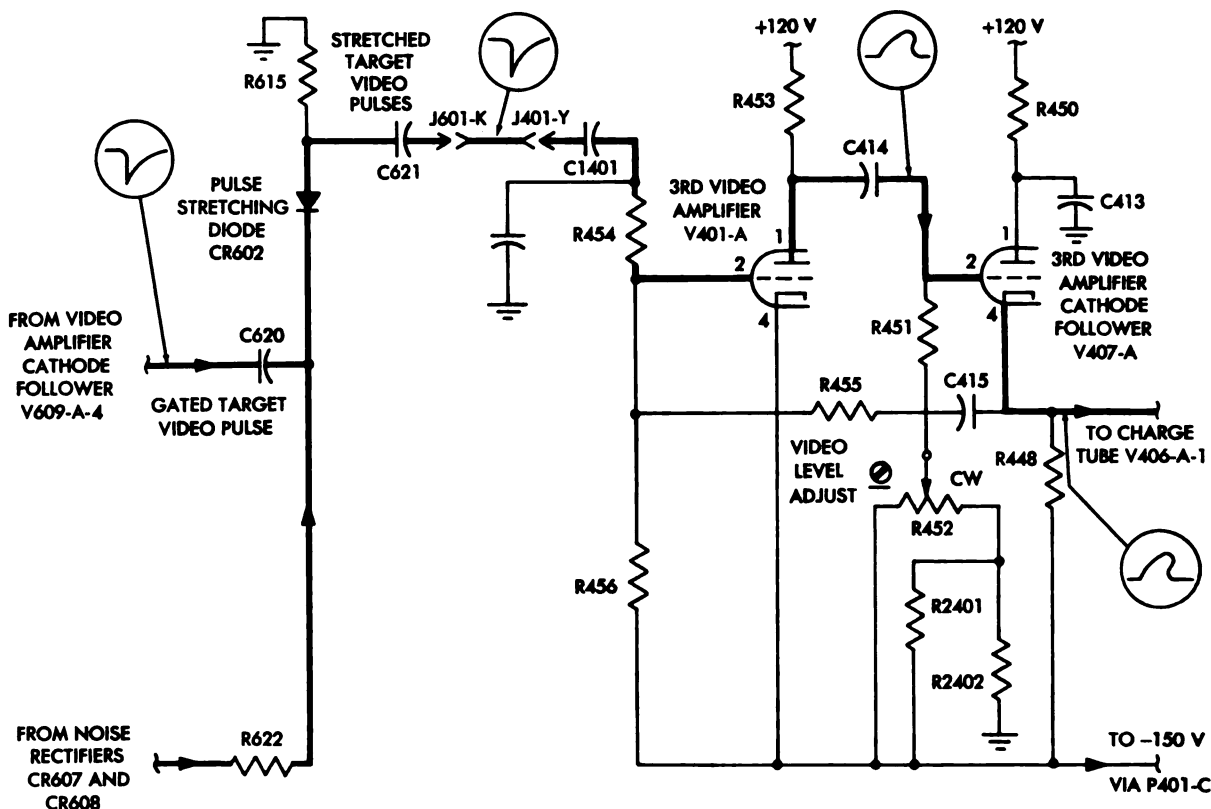 R615
STRETCHED
TARGET
VIDEO
PULSES
J601-K
J401-Y
C621
C1401
PULSE
STRETCHING
DIODE
CR602
FROM VIDEO
AMPLIFIER
CATHODE
FOLLOWER
V609-A-4
C620
GATED TARGET
VIDEO PULSE
FROM NOISE
RECTIFIERS
CR607 AND
CR608
R622
R454
R456
+120 V
R453
3RD VIDEO
AMPLIFIER
V401-A
1
2
4
C414
+120 V
R450
C413
1
2
4
3RD VIDEO
AMPLIFIER
CATHODE
FOLLOWER
V407-A
R451
R455
C415
VIDEO
LEVEL
ADJUST
CW
R452
R448
TO CHARGE
TUBE V406-A-1
R2401
R2402
TO –150 V
VIA P401-C